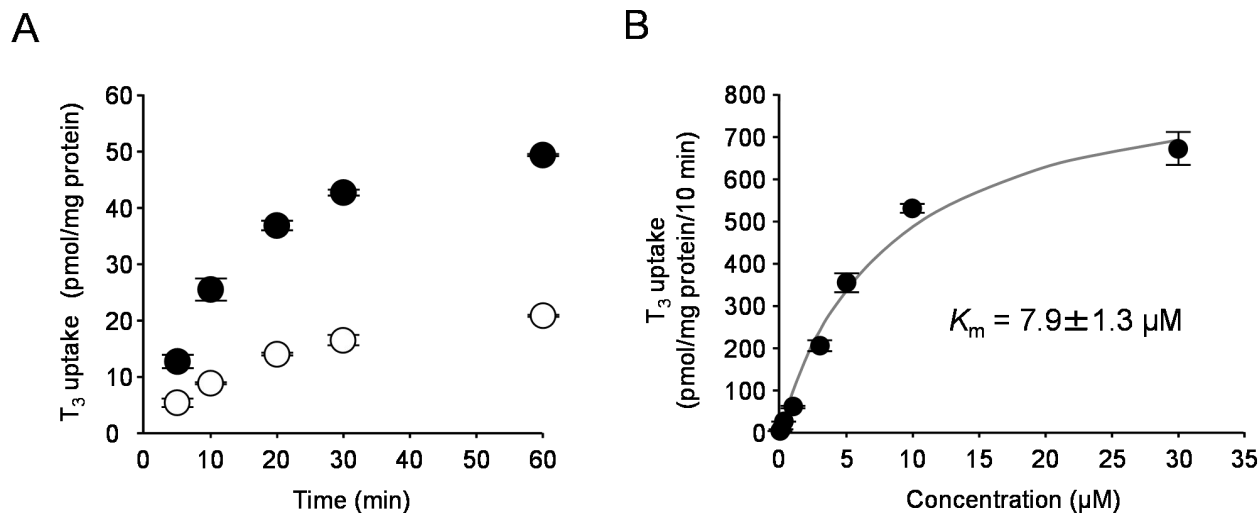 A
T3 uptake (pmol/mg protein)
60
50
40
30
20
10
0
0 10 20 30 40 50 60
Time (min)
B
T3 uptake
(pmol/mg protein/10 min)
800
700
600
500
400
300
200
100
0
Km = 7.9±1.3 µM
0 5 10 15 20 25 30 35
Concentration (µM)